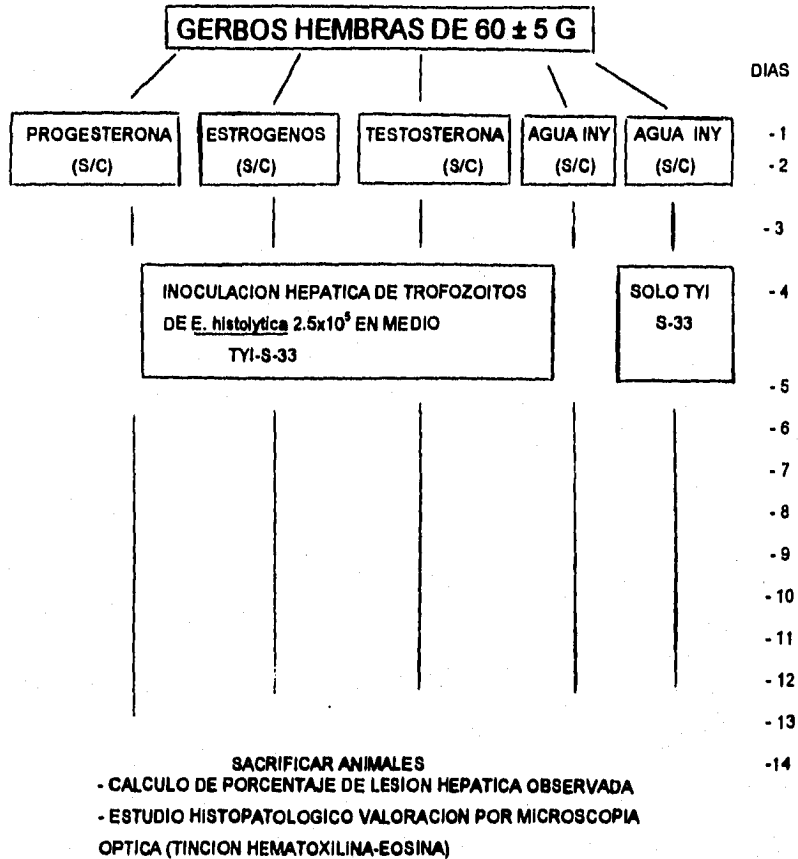 GERBOS HEMBRAS DE 60 ± 5 G
DIAS
PROGESTERONA (S/C)
ESTROGENOS (S/C)
TESTOSTERONA (S/C)
AGUA INY (S/C)
AGUA INY (S/C)
- 1
- 2
- 3
INOCULACION HEPATICA DE TROFOZOITOS
DE E. histolytica 2.5x10⁵ EN MEDIO
TYI-S-33
SOLO TYI
S-33
- 4
- 5
- 6
- 7
- 8
- 9
- 10
- 11
- 12
- 13
SACRIFICAR ANIMALES
-14
- CALCULO DE PORCENTAJE DE LESION HEPATICA OBSERVADA
- ESTUDIO HISTOPATOLOGICO VALORACION POR MICROSCOPIA
OPTICA (TINCION HEMATOXILINA-EOSINA)